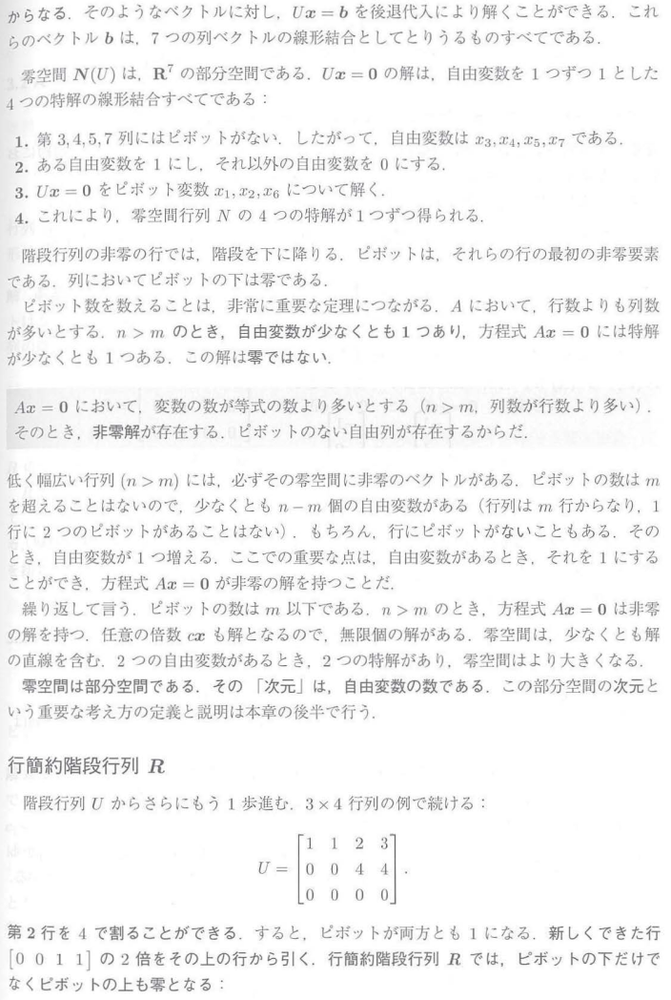 からなる．そのようなベクトルに対し，Ux = b を後退代入により解くことができる．これ
らのベクトル b は，7 つの列ベクトルの線形結合としてとりうるものすべてである．
零空間 N(U) は，R⁷ の部分空間である．Ux = 0 の解は，自由変数を 1 つずつ 1 とした
4 つの特解の線形結合すべてである：
1. 第 3,4,5,7 列にはピボットがない．したがって，自由変数は x₃, x₄, x₅, x₇ である．
2. ある自由変数を 1 にし，それ以外の自由変数を 0 にする．
3. Ux = 0 をピボット変数 x₁, x₂, x₆ について解く．
4. これにより，零空間行列 N の 4 つの特解が 1 つずつ得られる．
階段行列の非零の行では，階段を下に降りる．ピボットは，それらの行の最初の非零要素
である．列においてピボットの下は零である．
ピボット数を数えることは，非常に重要な定理につながる．A において，行数よりも列数
が多いとする．n > m のとき，自由変数が少なくとも 1 つあり，方程式 Ax = 0 には特解
が少なくとも 1 つある．この解は零ではない．
Ax = 0 において，変数の数が等式の数より多いとする（n > m，列数が行数より多い）．
そのとき，非零解が存在する．ピボットのない自由列が存在するからだ．
低く幅広い行列 (n > m) には，必ずその零空間に非零のベクトルがある．ピボットの数は m
を超えることはないので，少なくとも n − m 個の自由変数がある（行列は m 行からなり，1
行に 2 つのピボットがあることはない）．もちろん，行にピボットがないこともある．その
とき，自由変数が 1 つ増える．ここでの重要な点は，自由変数があるとき，それを 1 にする
ことができ，方程式 Ax = 0 が非零の解を持つことだ．
繰り返して言う．ピボットの数は m 以下である．n > m のとき，方程式 Ax = 0 は非零
の解を持つ．任意の倍数 cx も解となるので，無限個の解がある．零空間は，少なくとも解
の直線を含む．2 つの自由変数があるとき，2 つの特解があり，零空間はより大きくなる．
零空間は部分空間である．その「次元」は，自由変数の数である．この部分空間の次元と
いう重要な考え方の定義と説明は本章の後半で行う．
行簡約階段行列 R
階段行列 U からさらにもう 1 歩進む．3 × 4 行列の例で続ける：
1 1 2 3
U = 0 0 4 4 .
0 0 0 0
第 2 行を 4 で割ることができる．すると，ピボットが両方とも 1 になる．新しくできた行
[0 0 1 1] の 2 倍をその上の行から引く．行簡約階段行列 R では，ピボットの下だけで
なくピボットの上も零となる：